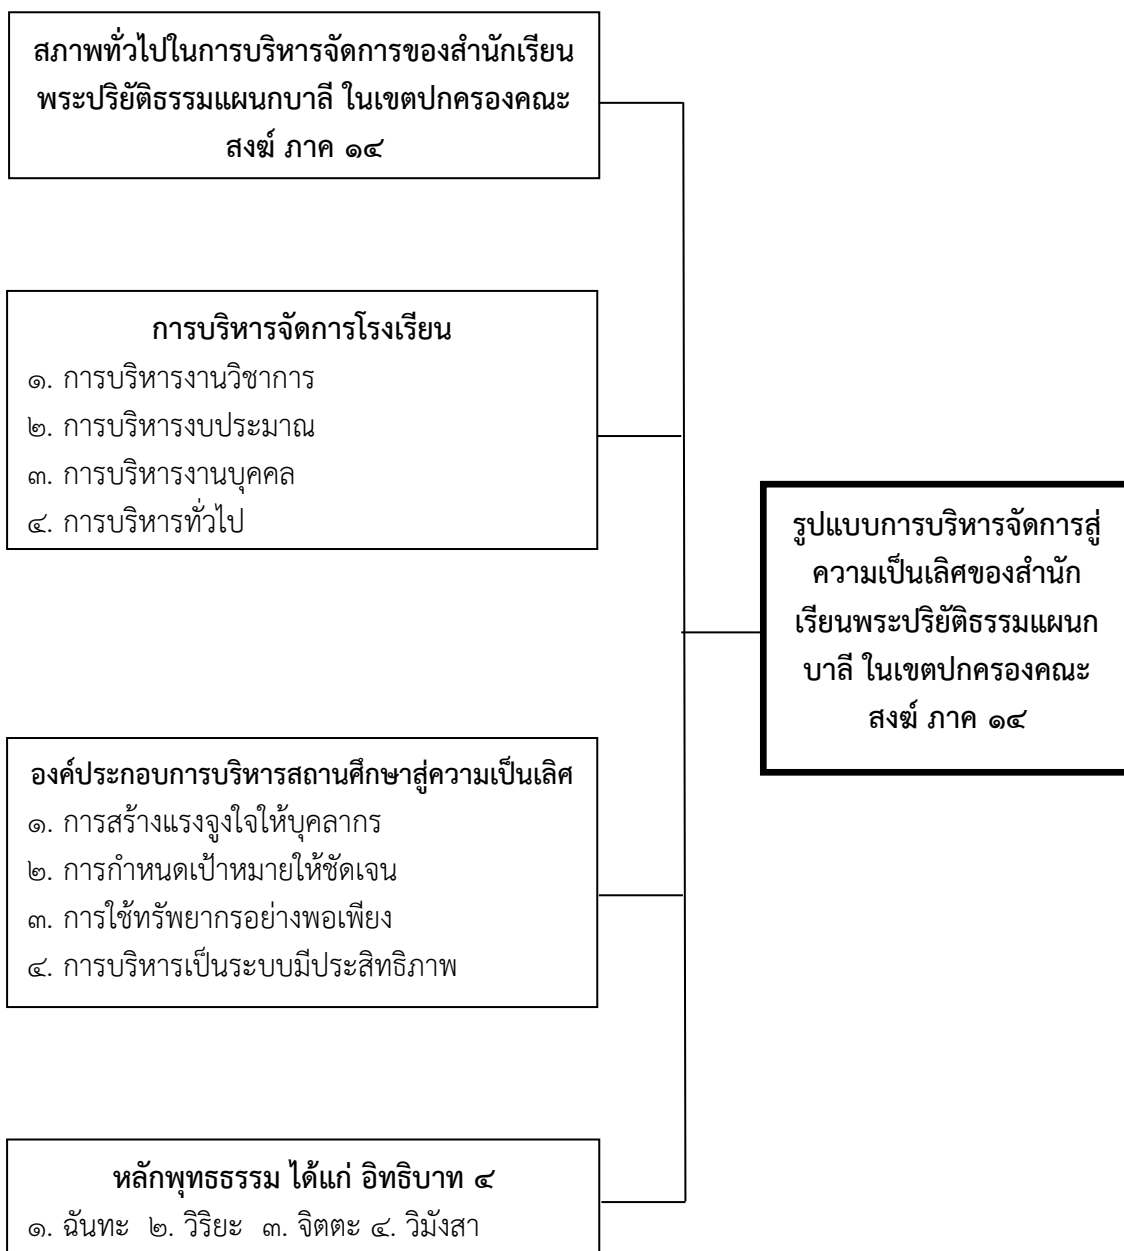 สภาพทั่วไปในการบริหารจัดการของสำนักเรียน
พระปริยัติธรรมแผนกบาลี ในเขตปกครองคณะ
สงฆ์ ภาค ๑๔
การบริหารจัดการโรงเรียน
๑. การบริหารงานวิชาการ
๒. การบริหารงบประมาณ
๓. การบริหารงานบุคคล
๔. การบริหารทั่วไป
องค์ประกอบการบริหารสถานศึกษาสู่ความเป็นเลิศ
๑. การสร้างแรงจูงใจให้บุคลากร
๒. การกำหนดเป้าหมายให้ชัดเจน
๓. การใช้ทรัพยากรอย่างพอเพียง
๔. การบริหารเป็นระบบมีประสิทธิภาพ
หลักพุทธธรรม ได้แก่ อิทธิบาท ๔
๑. ฉันทะ ๒. วิริยะ ๓. จิตตะ ๔. วิมังสา
รูปแบบการบริหารจัดการสู่
ความเป็นเลิศของสำนัก
เรียนพระปริยัติธรรมแผนก
บาลี ในเขตปกครองคณะ
สงฆ์ ภาค ๑๔